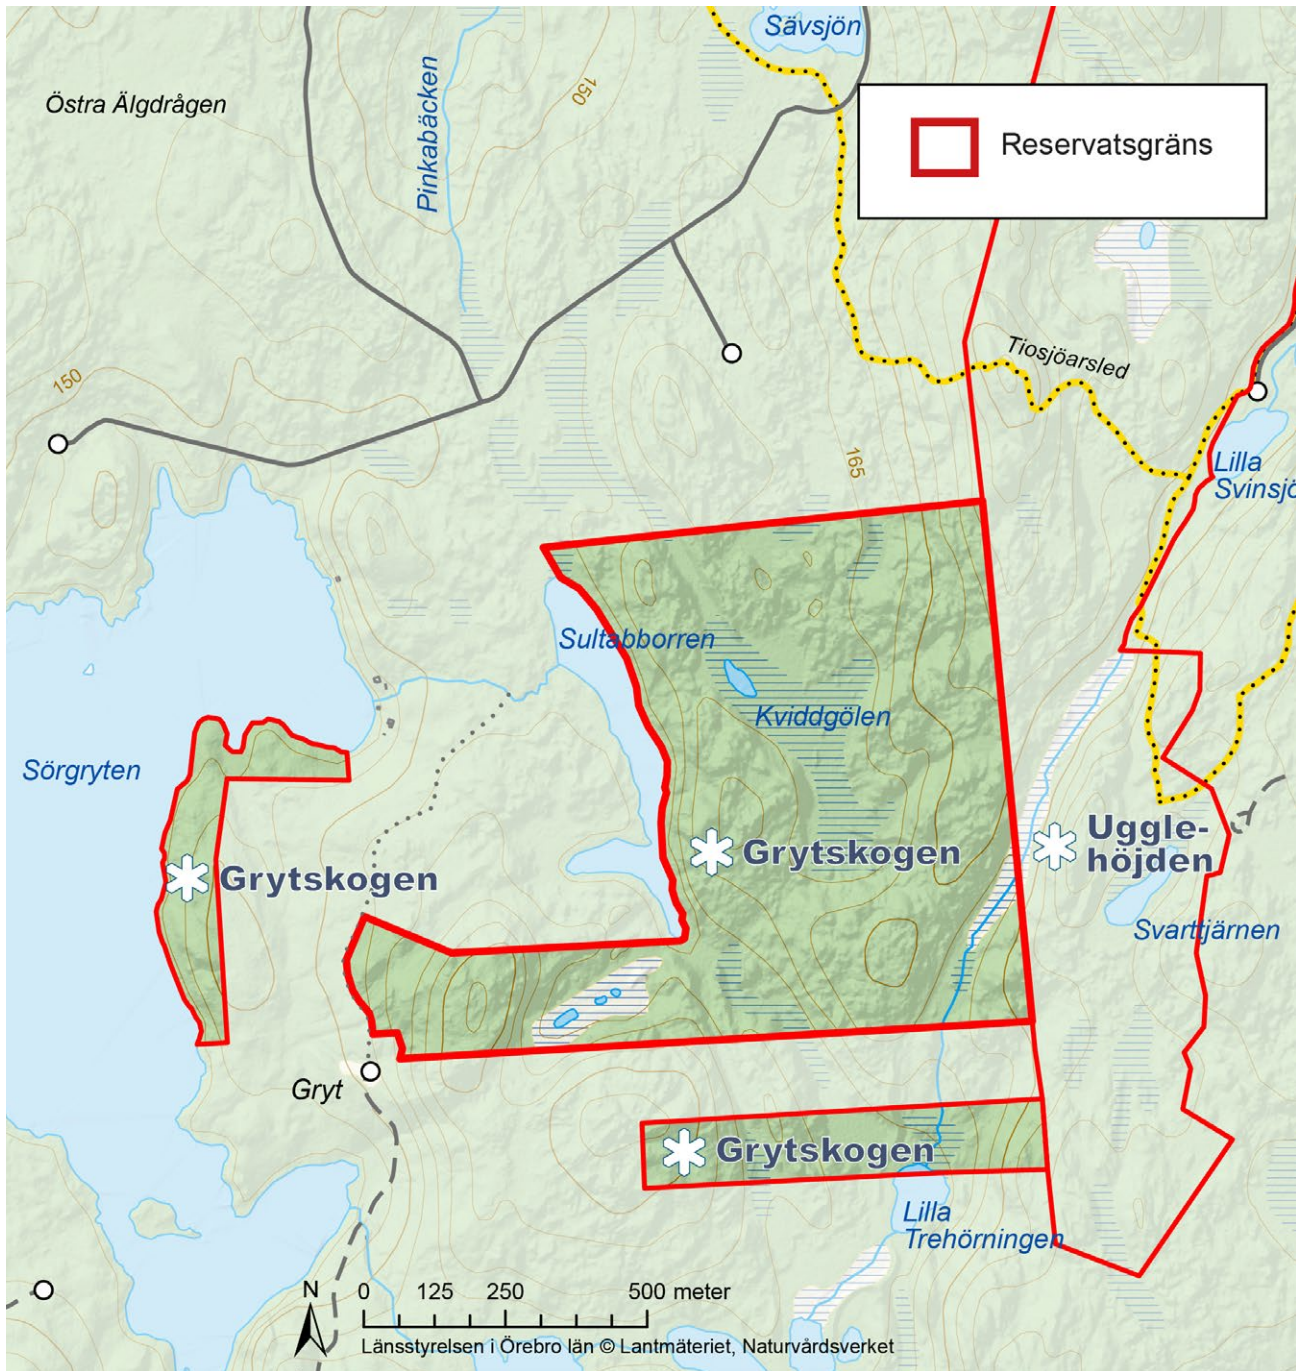 Sävsjön
Östra Älgdrågen
Pinkabäcken
150
Reservatsgräns
Tiosjöarsled
150
165
Lilla
Svinsjö
Sultabborren
Kviddgölen
Sörgryten
Grytskogen
Grytskogen
Uggle-
höjden
Svarttjärnen
Gryt
Grytskogen
Lilla
Trehörningen
N
0 125 250 500 meter
Länsstyrelsen i Örebro län © Lantmäteriet, Naturvårdsverket